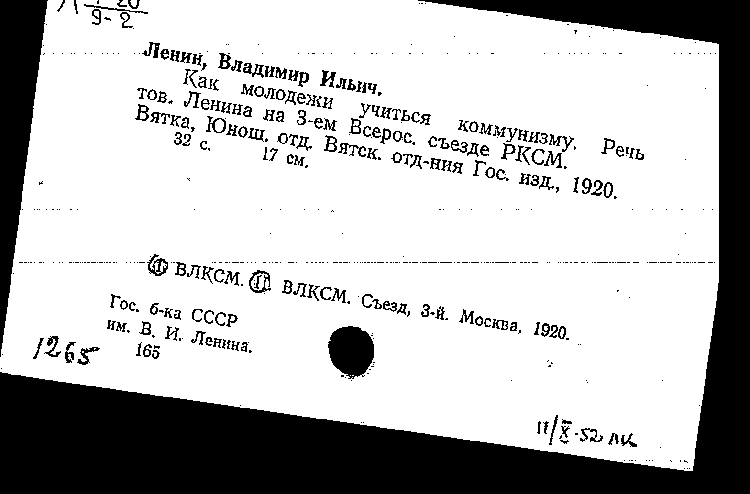 9-2
Ленин, Владимир Ильич.
Как молодежи учиться коммунизму. Речь
тов. Ленина на 3-ем Всерос. съезде РКСМ.
Вятка, Юнош. отд. Вятск. отд-ния Гос. изд., 1920.
32 с. 17 см.
I ВЛКСМ. II. ВЛКСМ. Съезд, 3-й. Москва, 1920.
Гос. б-ка СССР
им. В. И. Ленина.
165
1265
11/X-52